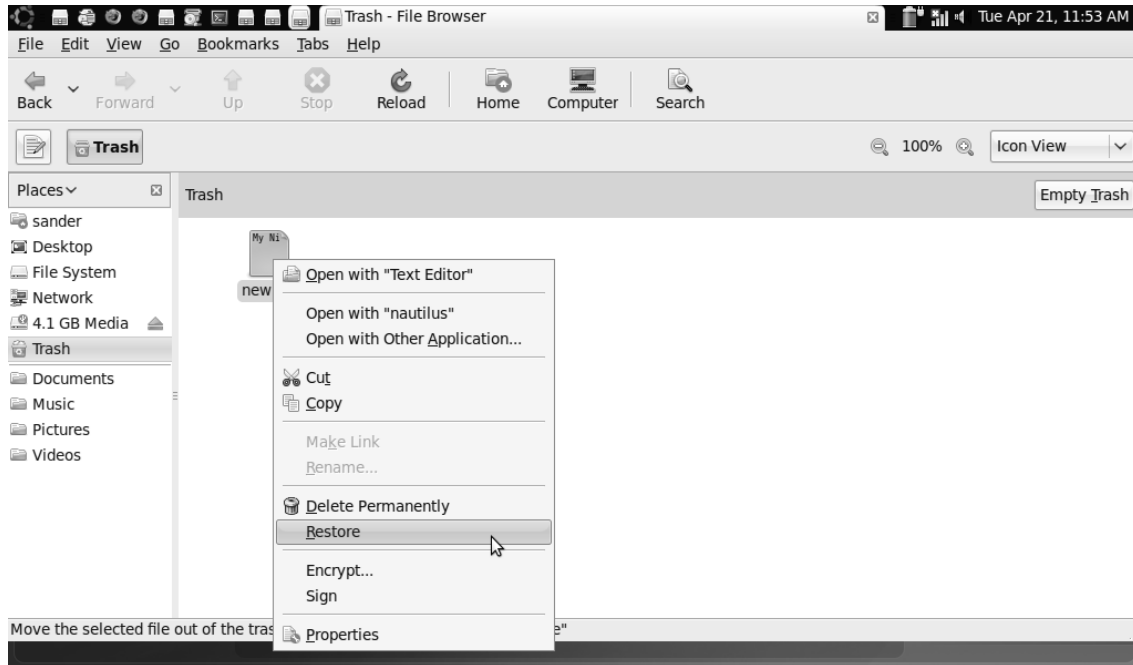 Trash - File Browser
Tue Apr 21, 11:53 AM
File Edit View Go Bookmarks Tabs Help
Back Forward Up Stop Reload Home Computer Search
Trash 100% Icon View
Places Trash Empty Trash
sander
Desktop
File System
Network
4.1 GB Media
Trash
Documents
Music
Pictures
Videos
My Ni
new
Open with "Text Editor"
Open with "nautilus"
Open with Other Application...
Cut
Copy
Make Link
Rename...
Delete Permanently
Restore
Encrypt...
Sign
Properties
Move the selected file out of the tras e"